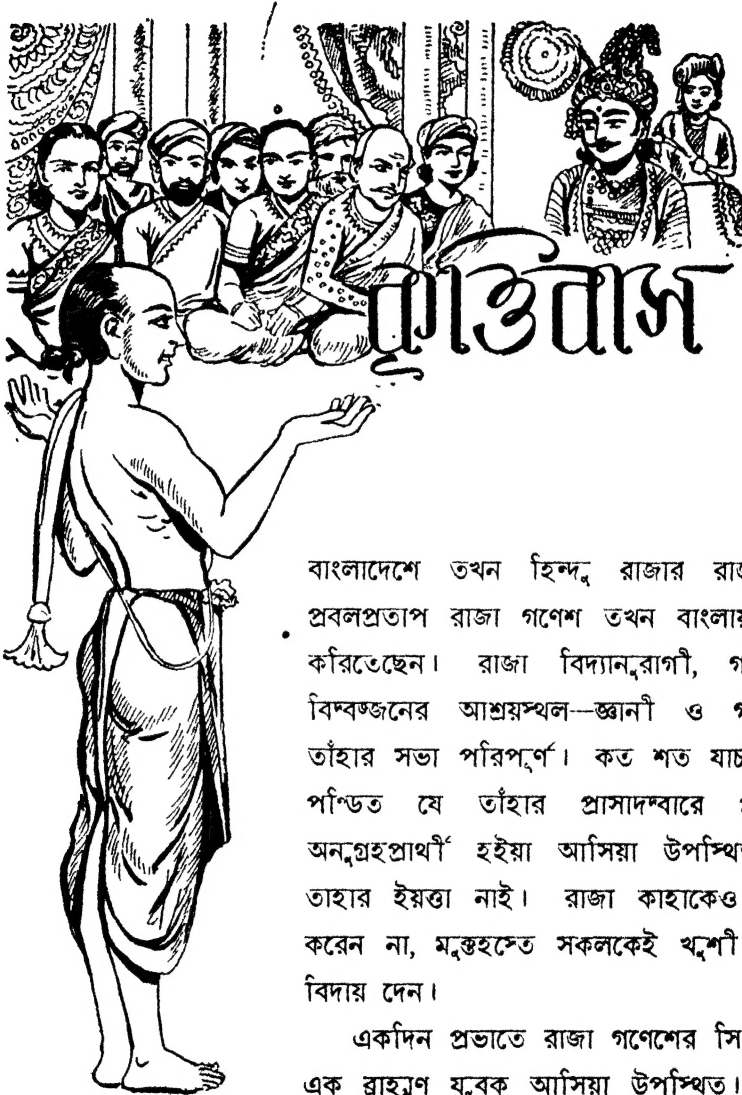 কৃত্তিবাস
বাংলাদেশে তখন হিন্দু রাজার
প্রবলপ্রতাপ রাজা গণেশ তখন
করিতেছেন। রাজা বিদ্যানুরাগী,
বিদ্বজ্জনের আশ্রয়স্থল—জ্ঞানী ও
তাঁহার সভা পরিপূর্ণ। কত শত
পণ্ডিত যে তাঁহার প্রাসাদদ্বারে
অনুগ্রহপ্রার্থী হইয়া আসিয়া
তাহার ইয়ত্তা নাই। রাজা কাহাকেও
করেন না, মুক্তহস্তে সকলকেই খুশী
বিদায় দেন।
একদিন প্রভাতে রাজা গণেশের
এক ব্রাহ্মণ যুবক আসিয়া উপস্থিত।